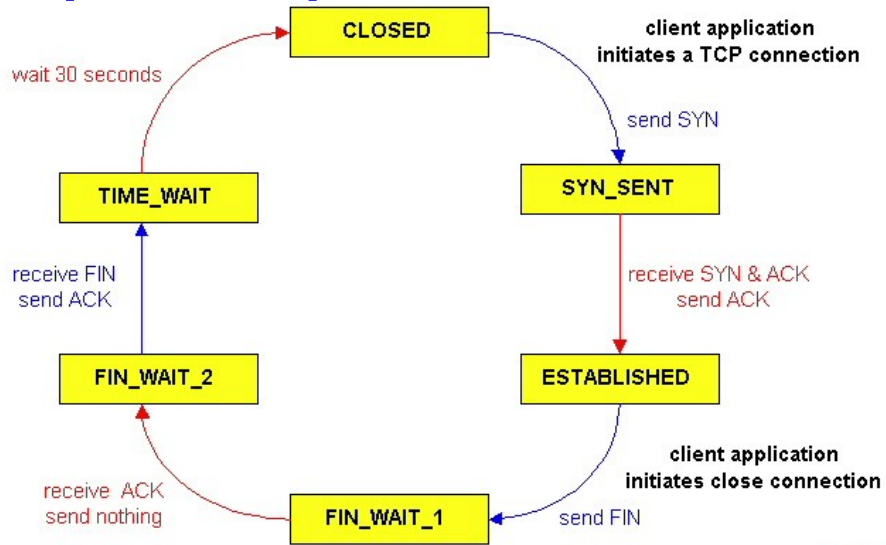 CLOSED
client application
initiates a TCP connection
wait 30 seconds
send SYN
TIME_WAIT
SYN_SENT
receive FIN
send ACK
receive SYN & ACK
send ACK
FIN_WAIT_2
ESTABLISHED
client application
initiates close connection
receive ACK
send nothing
FIN_WAIT_1
send FIN